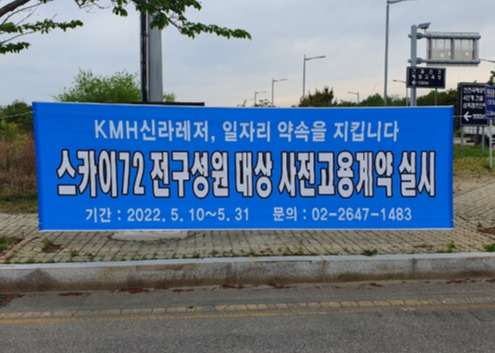 KMH신라레저, 일자리 약속을 지킵니다
스카이72 전구성원 대상 사전고용계약 실시
기간 : 2022. 5. 10~5. 31 문의 : 02-2647-1483